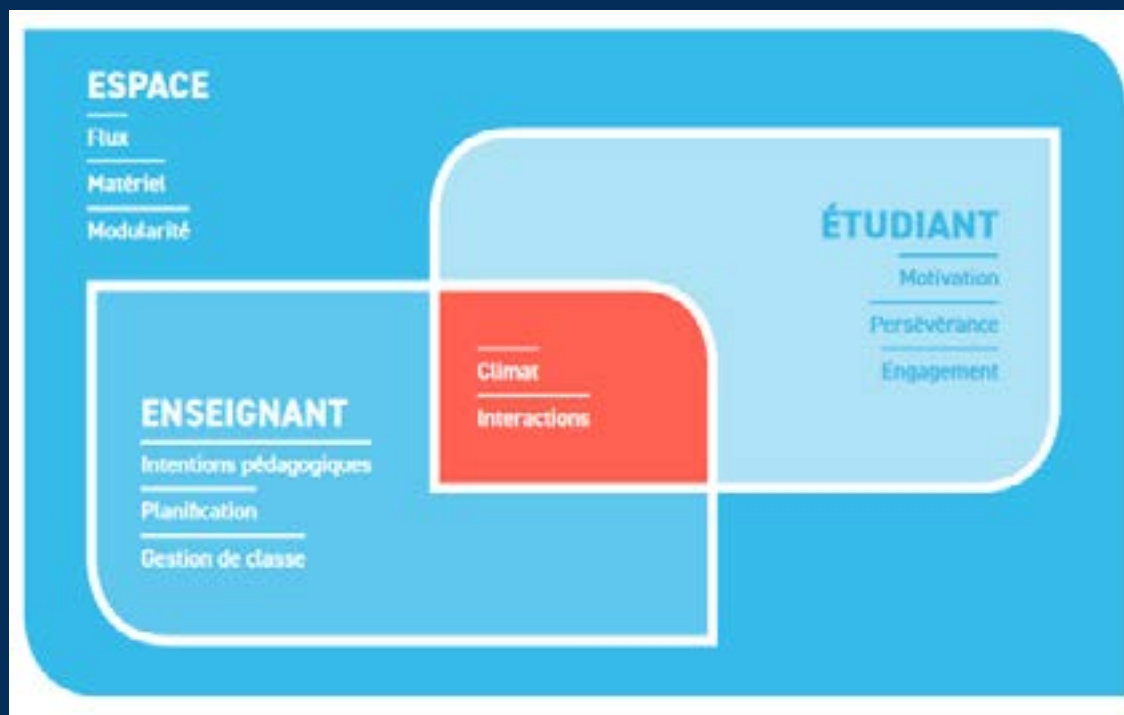 ESPACE
Flux
Matériel
Modularité
ÉTUDIANT
Motivation
Persévérance
Engagement
Climat
Interactions
ENSEIGNANT
Intentions pédagogiques
Planification
Gestion de classe